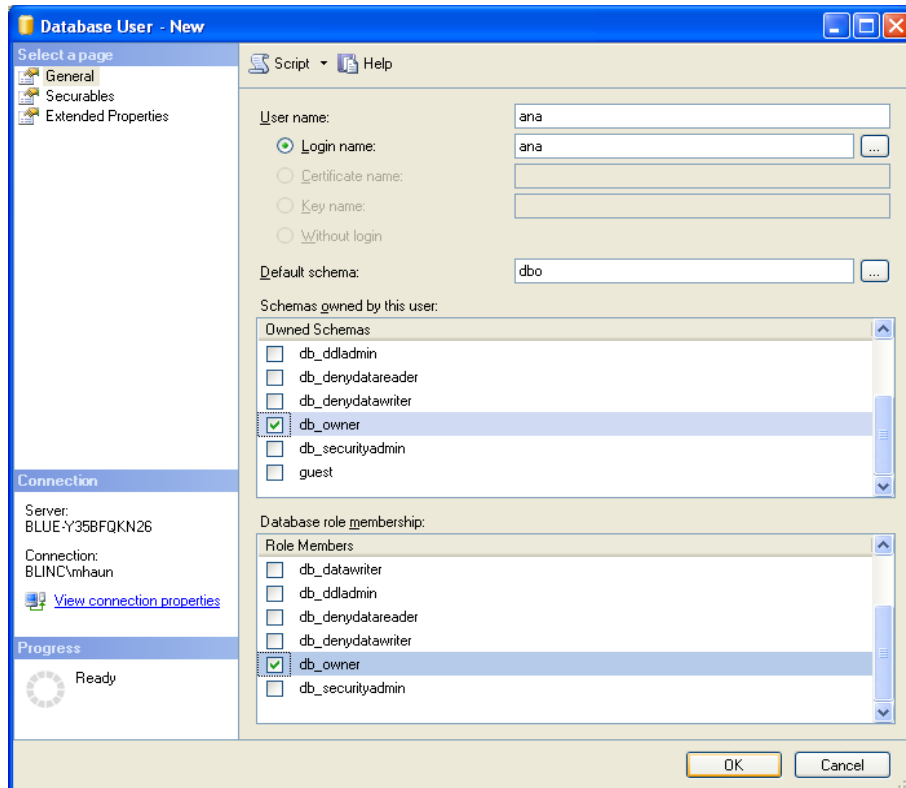 Database User - New
Select a page
General
Securables
Extended Properties
Script Help
User name: ana
Login name: ana ...
Certificate name:
Key name:
Without login
Default schema: dbo ...
Schemas owned by this user:
Owned Schemas
db_ddladmin
db_denydatareader
db_denydatawriter
db_owner
db_securityadmin
guest
Connection
Server:
BLUE-Y35BFQKN26
Connection:
BLINC\mhaun
View connection properties
Progress
Ready
Database role membership:
Role Members
db_datawriter
db_ddladmin
db_denydatareader
db_denydatawriter
db_owner
db_securityadmin
OK Cancel